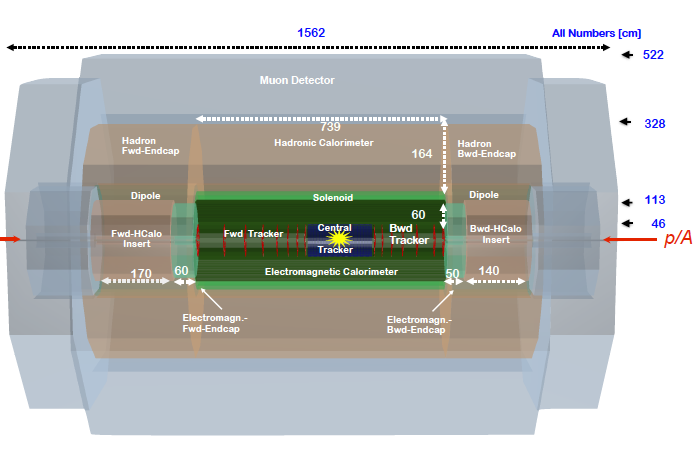 1562
All Numbers [cm]
522
Muon Detector
739
328
Hadron
Fwd-Endcap
Hadronic Calorimeter
164
Hadron
Bwd-Endcap
Dipole
Solenoid
Dipole
113
60
46
Fwd-HCalo
Insert
Fwd Tracker
Central
Tracker
Bwd
Tracker
Bwd-HCalo
Insert
p/A
170
60
Electromagnetic Calorimeter
50
140
Electromagn.-
Fwd-Endcap
Electromagn.-
Bwd-Endcap